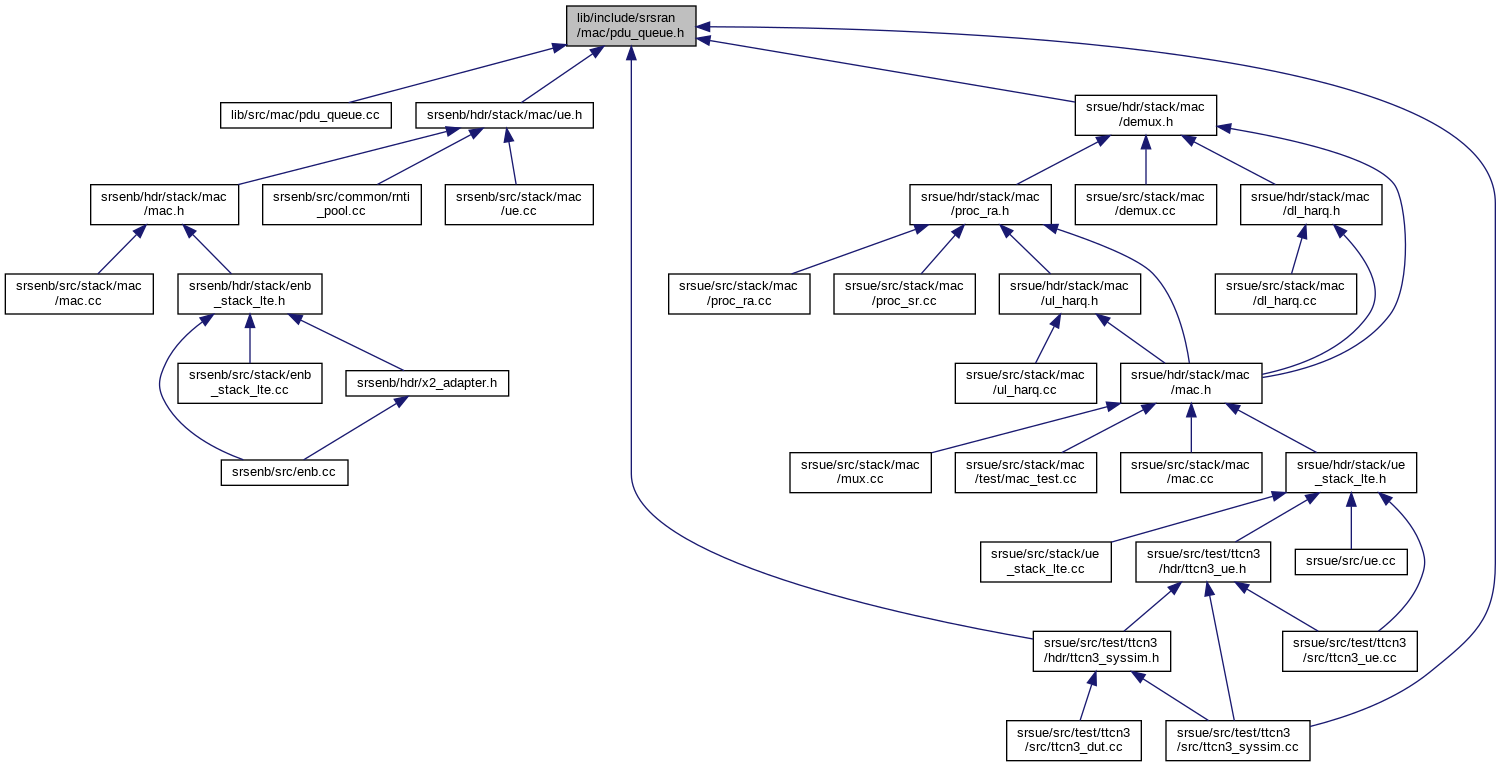 lib/include/srsran
/mac/pdu_queue.h
lib/src/mac/pdu_queue.cc
srsenb/hdr/stack/mac/ue.h
srsue/hdr/stack/mac
/demux.h
srsenb/hdr/stack/mac
/mac.h
srsenb/src/common/rnti
_pool.cc
srsenb/src/stack/mac
/ue.cc
srsue/hdr/stack/mac
/proc_ra.h
srsue/src/stack/mac
/demux.cc
srsue/hdr/stack/mac
/dl_harq.h
srsenb/src/stack/mac
/mac.cc
srsenb/hdr/stack/enb
_stack_lte.h
srsue/src/stack/mac
/proc_ra.cc
srsue/src/stack/mac
/proc_sr.cc
srsue/hdr/stack/mac
/ul_harq.h
srsue/src/stack/mac
/dl_harq.cc
srsenb/src/stack/enb
_stack_lte.cc
srsenb/hdr/x2_adapter.h
srsue/src/stack/mac
/ul_harq.cc
srsue/hdr/stack/mac
/mac.h
srsenb/src/enb.cc
srsue/src/stack/mac
/mux.cc
srsue/src/stack/mac
/test/mac_test.cc
srsue/src/stack/mac
/mac.cc
srsue/hdr/stack/ue
_stack_lte.h
srsue/src/stack/ue
_stack_lte.cc
srsue/src/test/ttcn3
/hdr/ttcn3_ue.h
srsue/src/ue.cc
srsue/src/test/ttcn3
/hdr/ttcn3_syssim.h
srsue/src/test/ttcn3
/src/ttcn3_ue.cc
srsue/src/test/ttcn3
/src/ttcn3_dut.cc
srsue/src/test/ttcn3
/src/ttcn3_syssim.cc